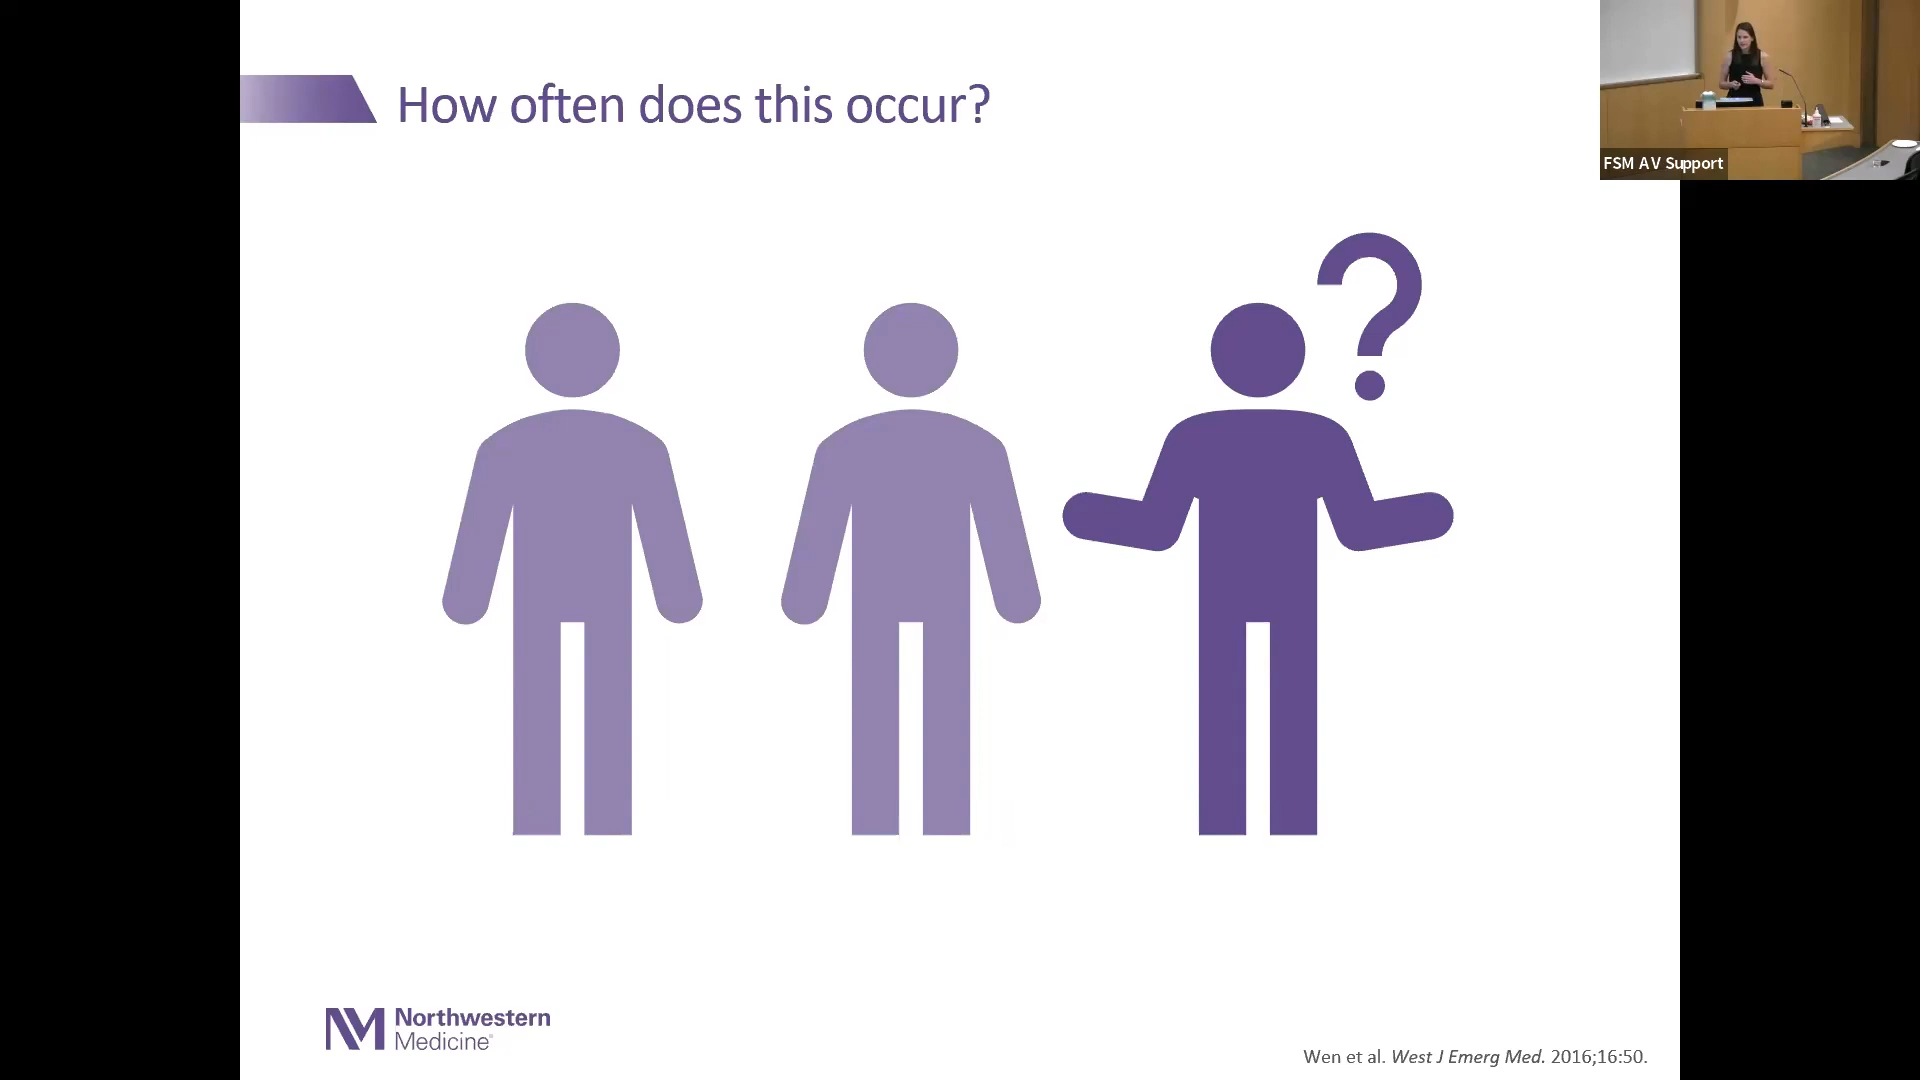 How often does this occur?
FSM AV Support
?
Northwestern
Medicine®
Wen et al. West J Emerg Med. 2016;16:50.